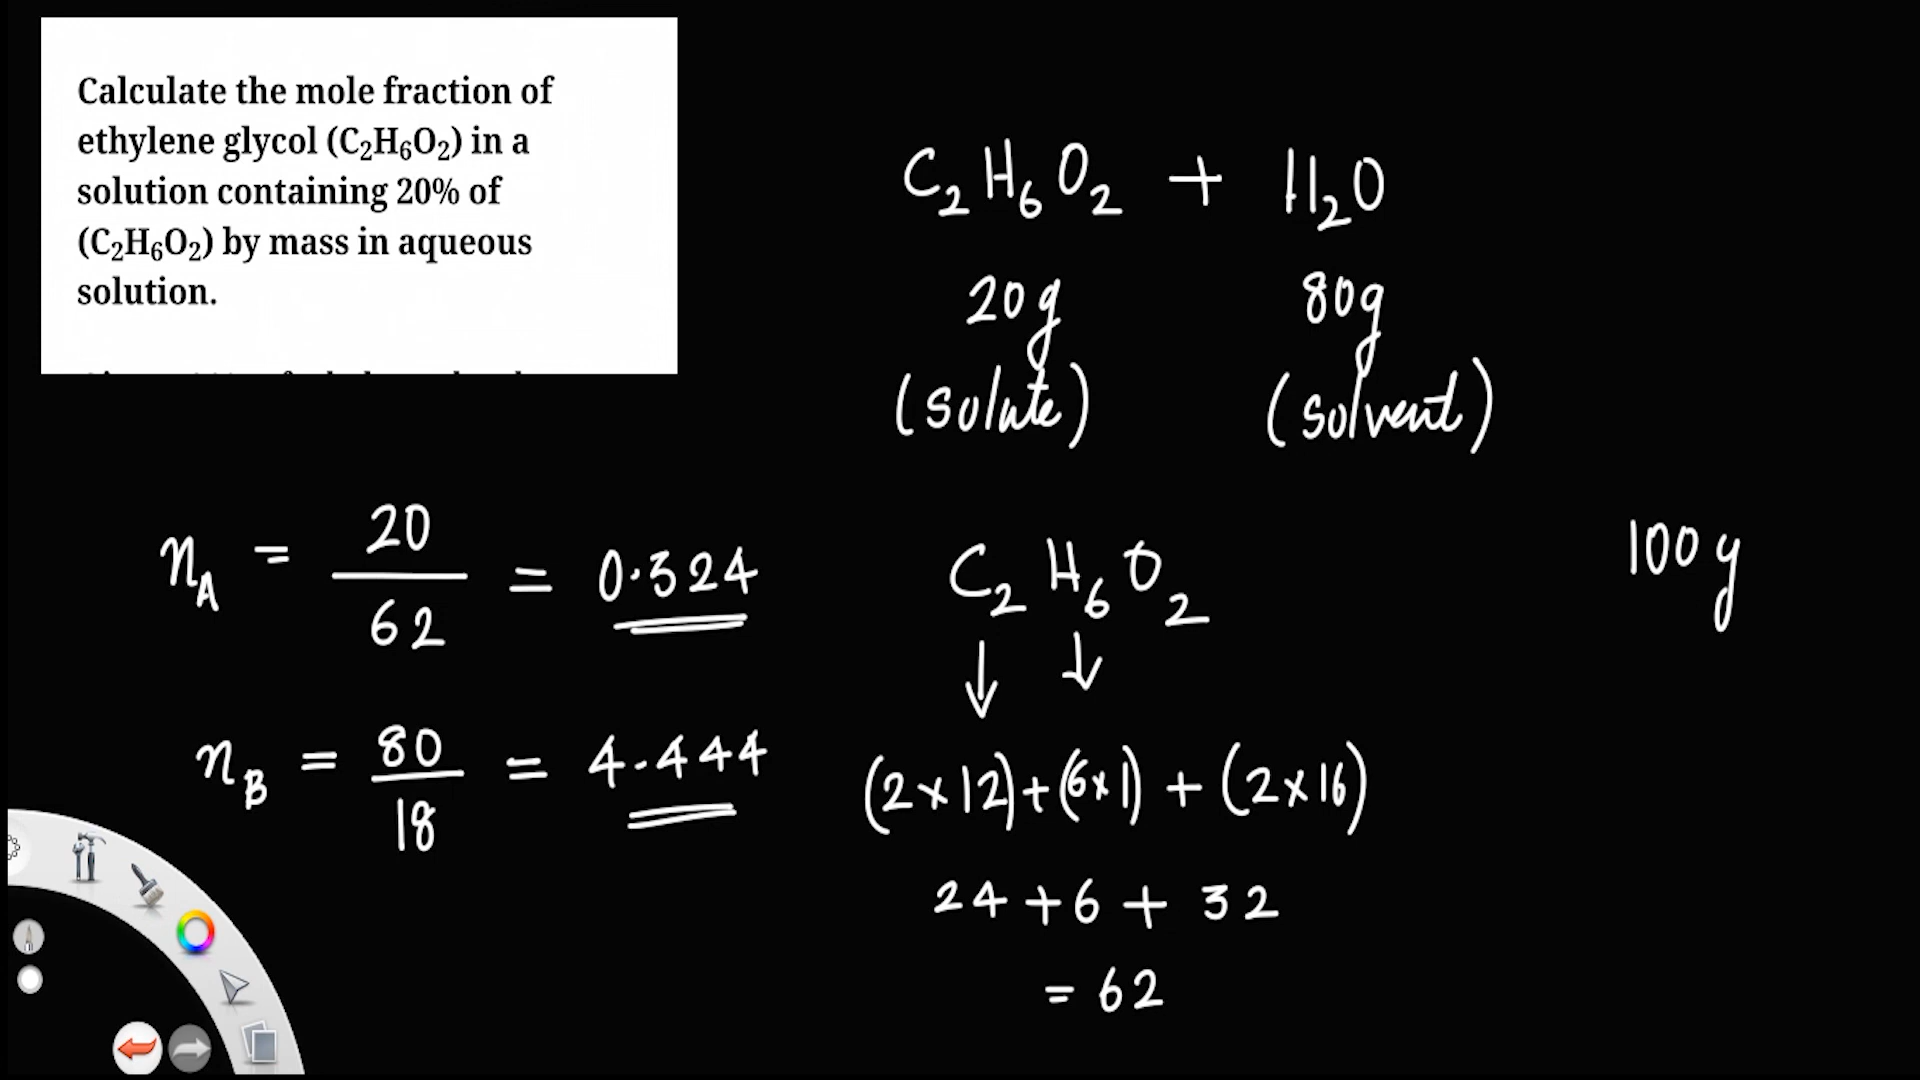 Calculate the mole fraction of
ethylene glycol (C₂H₆O₂) in a
solution containing 20% of
(C₂H₆O₂) by mass in aqueous
solution.
C₂H₆O₂ + H₂O
20g 80g
(solute) (solvent)
n_A = 20/62 = 0.324
n_B = 80/18 = 4.444
C₂H₆O₂
↓ ↓
(2×12)+(6×1) + (2×16)
24 + 6 + 32
= 62
100g